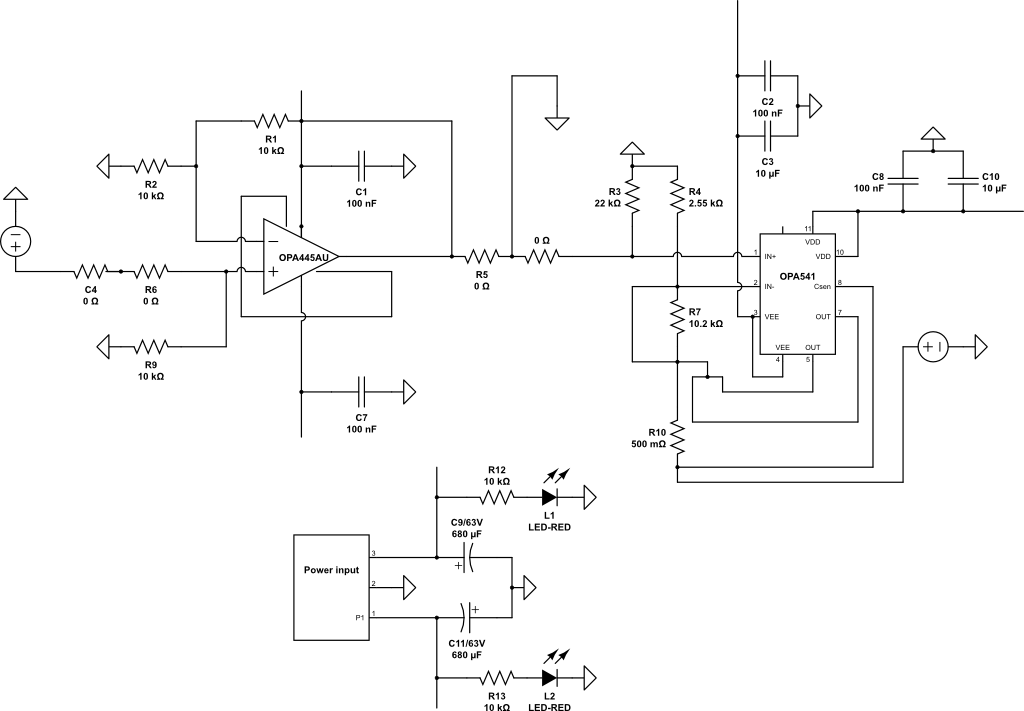 C2
100 nF
C3
10 µF
R1
10 kΩ
R2
10 kΩ
C1
100 nF
R3
22 kΩ
R4
2.55 kΩ
C8
100 nF
C10
10 µF
−
+
C4
0 Ω
R6
0 Ω
R9
10 kΩ
−
+
OPA445AU
R5
0 Ω
0 Ω
11
VDD
1
IN+
VDD
10
OPA541
2
IN-
Csen
8
3
VEE
OUT
7
VEE
OUT
4
5
R7
10.2 kΩ
+ −
R10
500 mΩ
C7
100 nF
R12
10 kΩ
L1
LED-RED
C9/63V
680 µF
+
Power input
3
2
P1
1
+
C11/63V
680 µF
R13
10 kΩ
L2
LED-RED